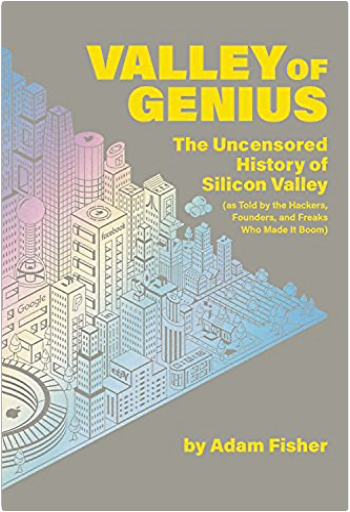 VALLEY OF
GENIUS
The Uncensored
History of
Silicon Valley
(as Told by the Hackers,
Founders, and Freaks
Who Made It Boom)
facebook
Google
ebY
by Adam Fisher